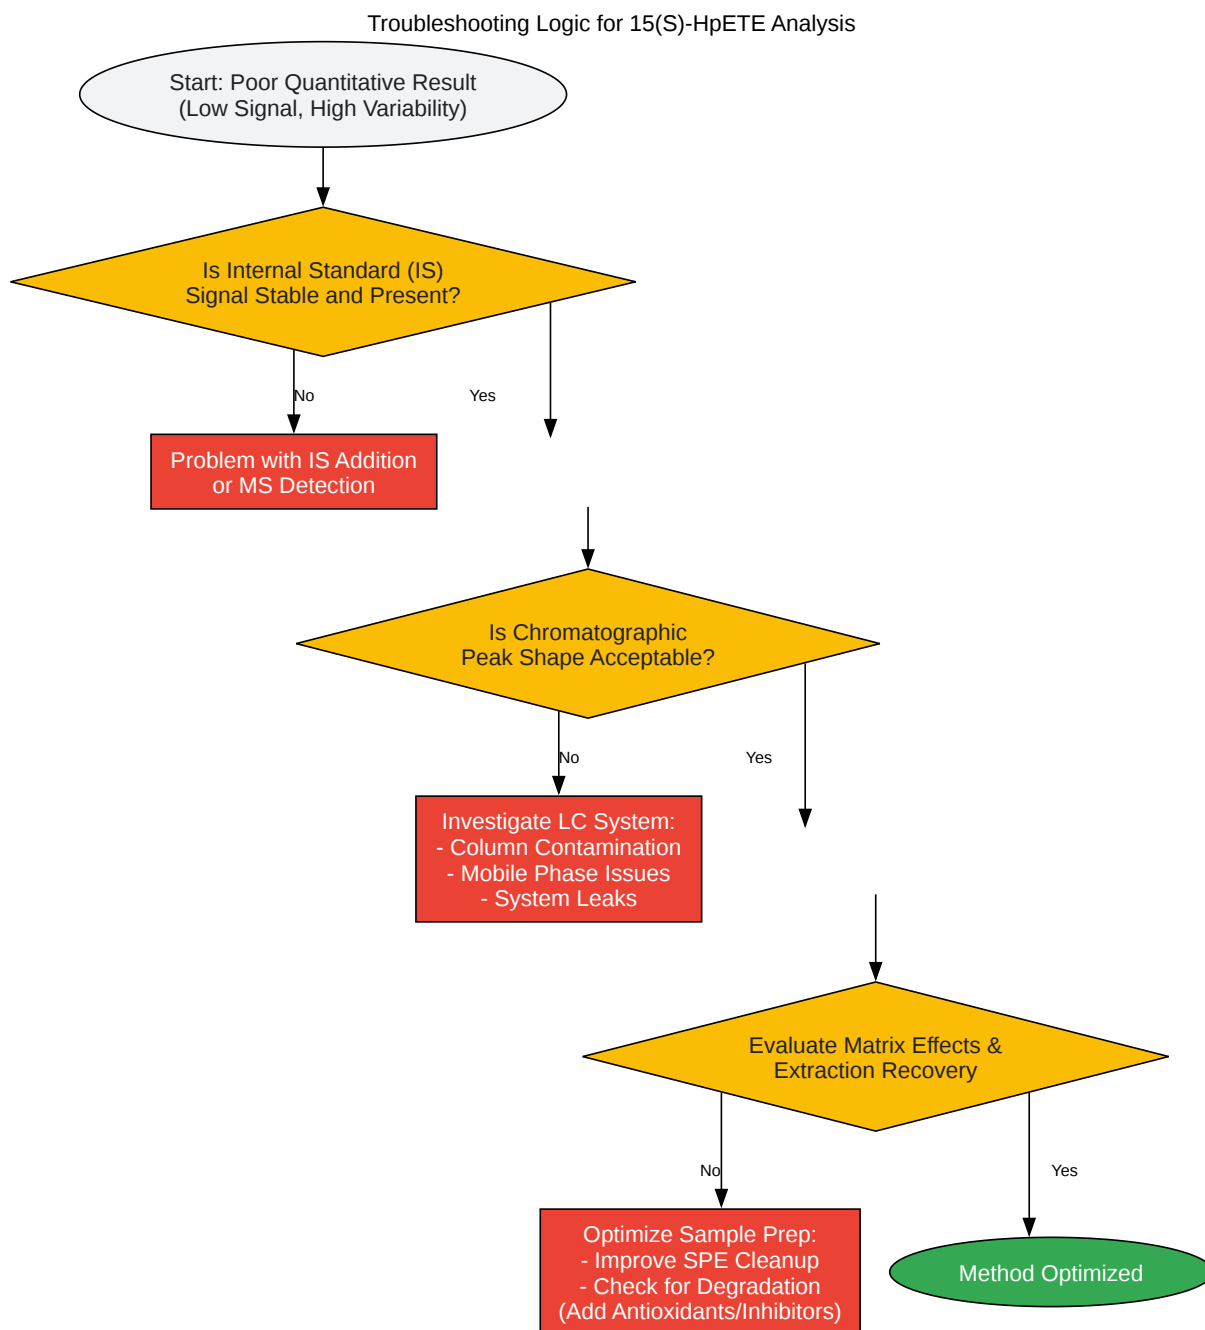 Troubleshooting Logic for 15(S)-HpETE Analysis
Start: Poor Quantitative Result
(Low Signal, High Variability)
Is Internal Standard (IS)
Signal Stable and Present?
No
Yes
Problem with IS Addition
or MS Detection
Is Chromatographic
Peak Shape Acceptable?
No
Yes
Investigate LC System:
- Column Contamination
- Mobile Phase Issues
- System Leaks
Evaluate Matrix Effects &
Extraction Recovery
No
Yes
Optimize Sample Prep:
- Improve SPE Cleanup
- Check for Degradation
(Add Antioxidants/Inhibitors)
Method Optimized